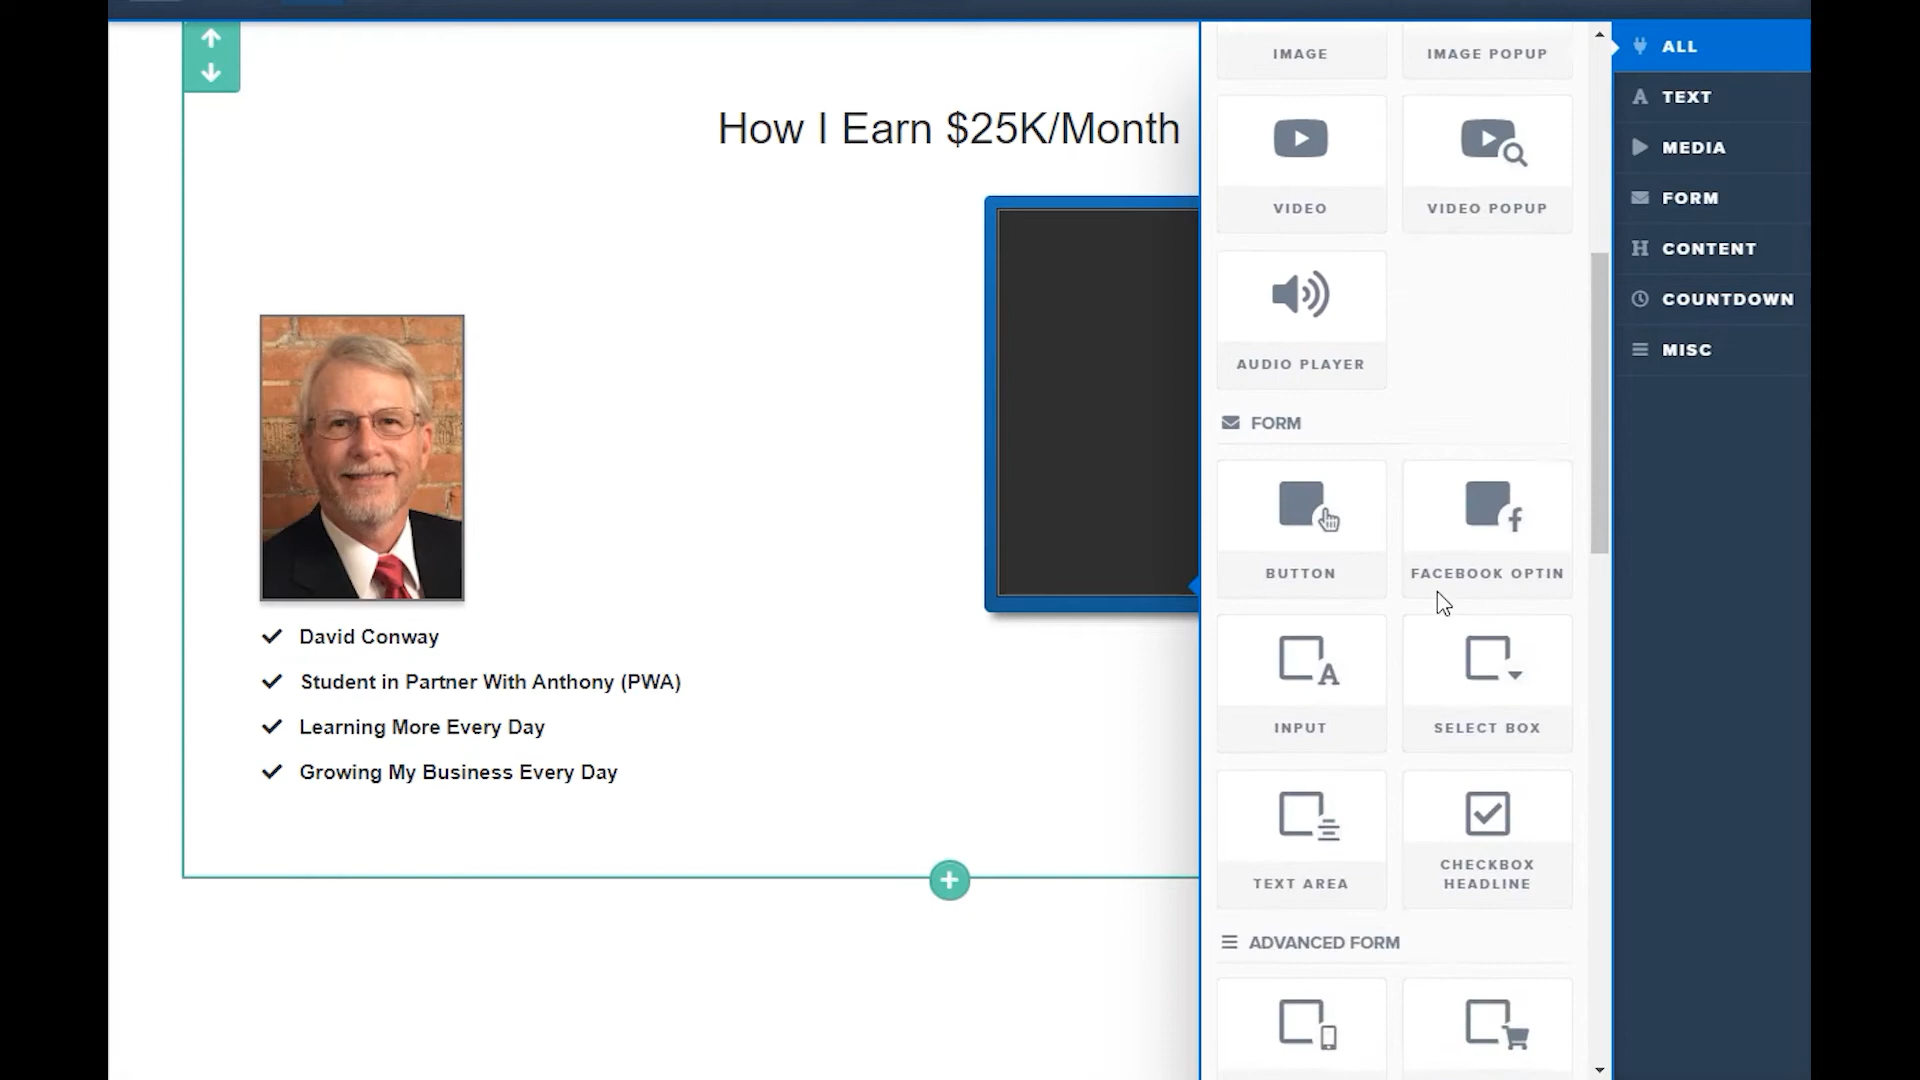 How I Earn $25K/Month
David Conway
Student in Partner With Anthony (PWA)
Learning More Every Day
Growing My Business Every Day
IMAGE
IMAGE POPUP
VIDEO
VIDEO POPUP
AUDIO PLAYER
FORM
BUTTON
FACEBOOK OPTIN
INPUT
SELECT BOX
TEXT AREA
CHECKBOX
HEADLINE
ADVANCED FORM
ALL
TEXT
MEDIA
FORM
CONTENT
COUNTDOWN
MISC